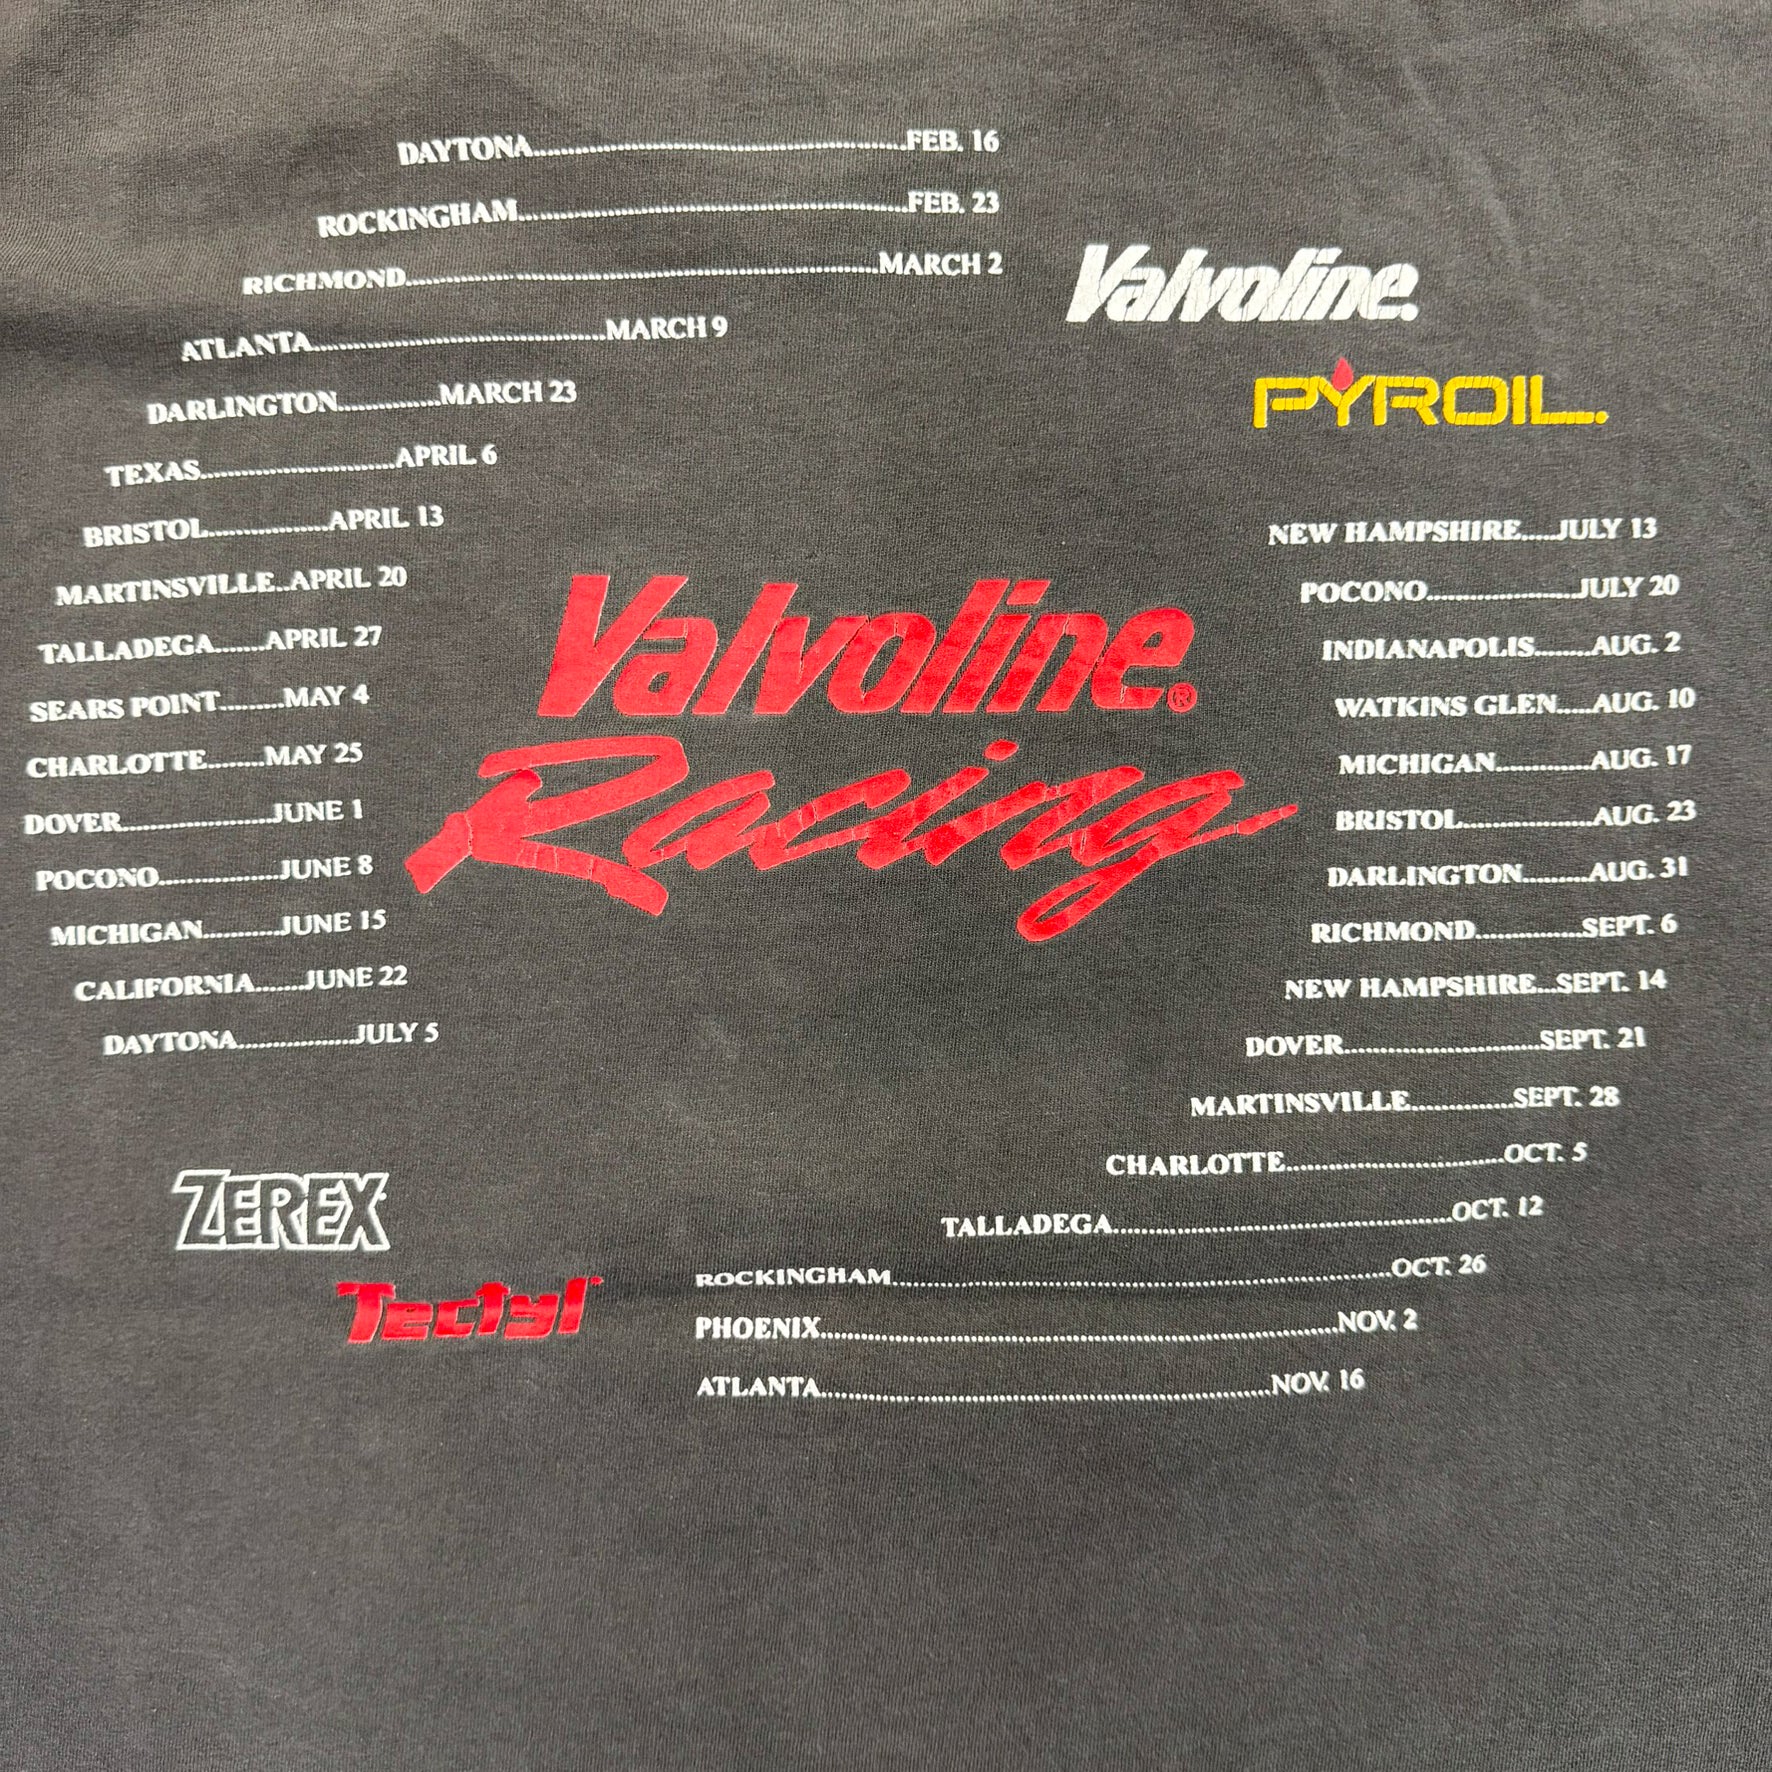 DAYTONA................................................FEB. 16
ROCKINGHAM................................................FEB. 23
RICHMOND................................................MARCH 2
ATLANTA................................................MARCH 9
DARLINGTON...............MARCH 23
TEXAS............................APRIL 6
BRISTOL.................APRIL 13
MARTINSVILLE..APRIL 20
TALLADEGA.......APRIL 27
SEARS POINT.........MAY 4
CHARLOTTE........MAY 25
DOVER......................JUNE 1
POCONO.................JUNE 8
MICHIGAN...........JUNE 15
CALIFORNIA.......JUNE 22
DAYTONA.................JULY 5
Valvoline.
PYROIL.
Valvoline.®
Racing
NEW HAMPSHIRE.....JULY 13
POCONO......................JULY 20
INDIANAPOLIS........AUG. 2
WATKINS GLEN.....AUG. 10
MICHIGAN.............AUG. 17
BRISTOL...................AUG. 23
DARLINGTON.........AUG. 31
RICHMOND...............SEPT. 6
NEW HAMPSHIRE...SEPT. 14
DOVER............................SEPT. 21
MARTINSVILLE...............SEPT. 28
CHARLOTTE................................OCT. 5
TALLADEGA................................................OCT. 12
ROCKINGHAM................................................OCT. 26
PHOENIX................................................NOV. 2
ATLANTA................................................NOV. 16
ZEREX
Tectyl